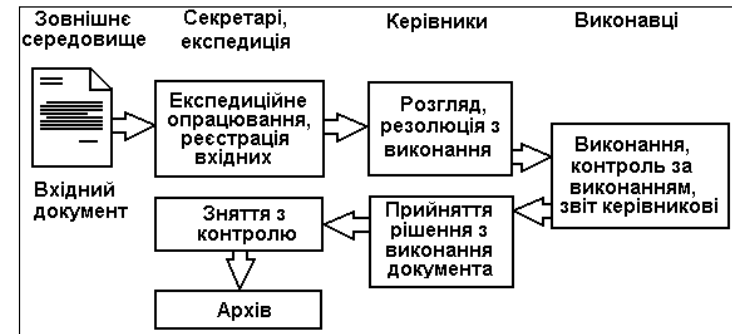 Зовнішнє
середовище
Секретарі,
експедиція
Керівники
Виконавці
Експедиційне
опрацювання,
реєстрація
вхідних
Розгляд,
резолюція з
виконання
Виконання,
контроль за
виконанням,
звіт керівникові
Вхідний
документ
Зняття з
контролю
Прийняття
рішення з
виконання
документа
Архів